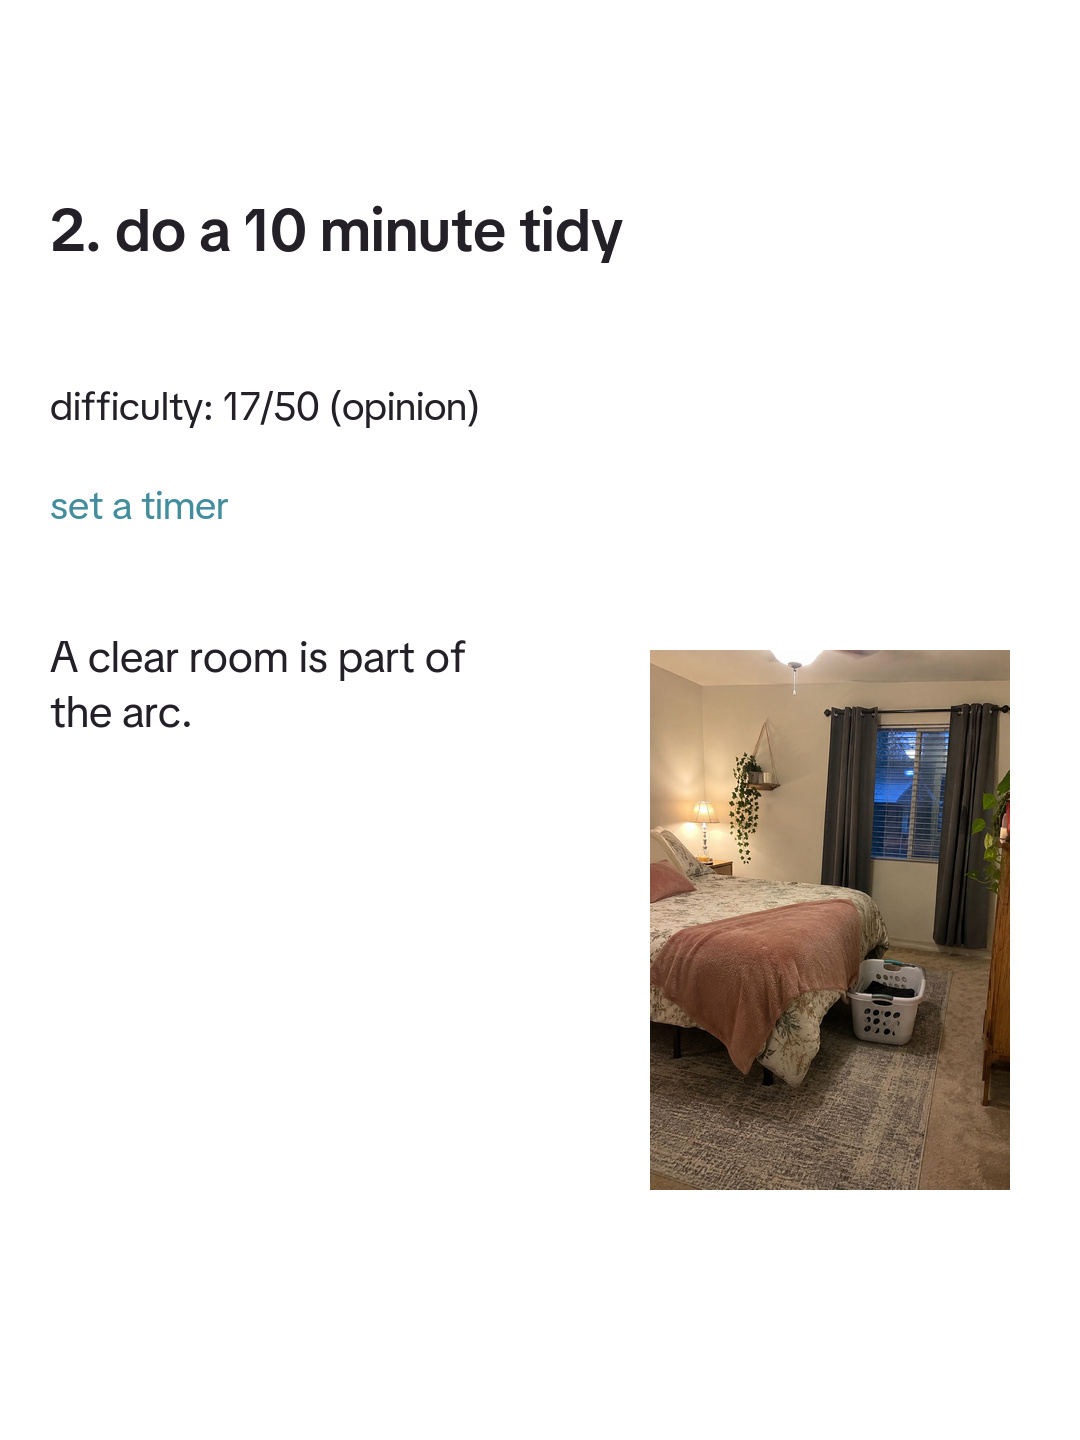 2. do a 10 minute tidy
difficulty: 17/50 (opinion)
set a timer
A clear room is part of
the arc.